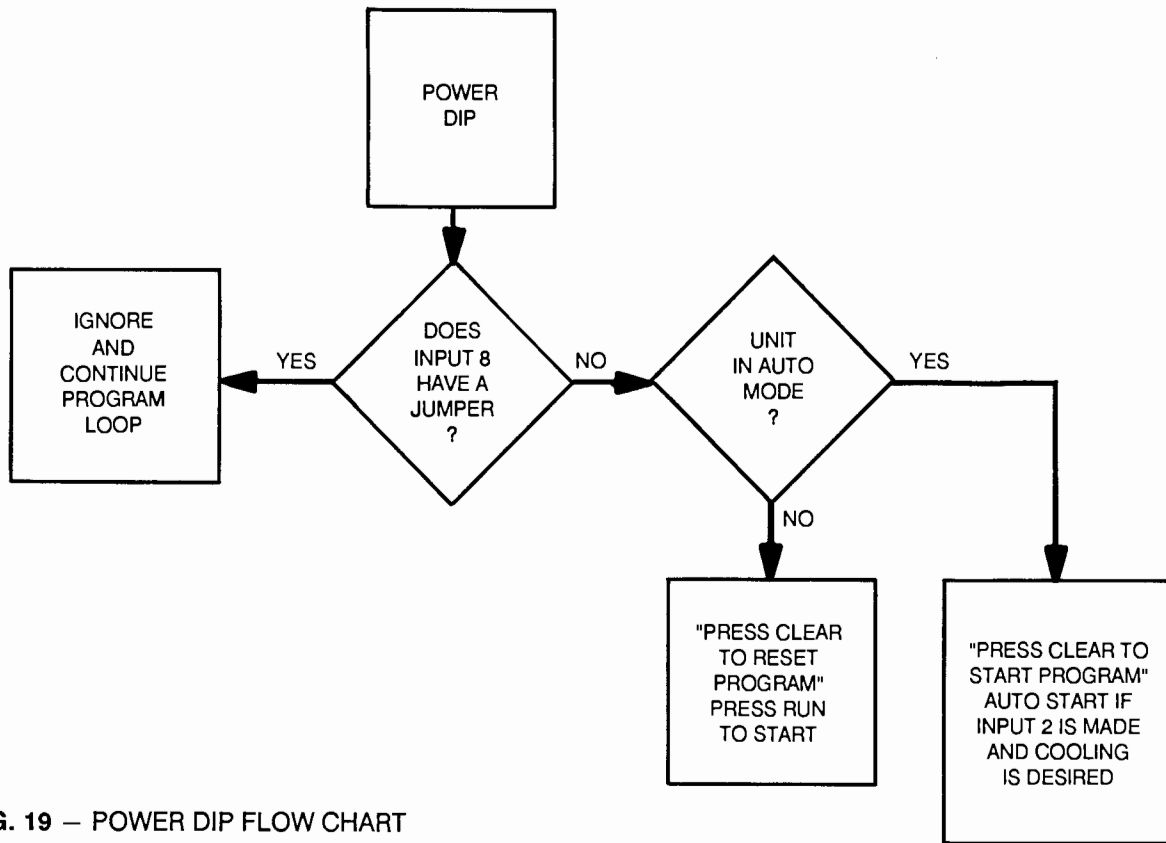 POWER
DIP
DOES
INPUT 8
HAVE A
JUMPER
?
YES
IGNORE
AND
CONTINUE
PROGRAM
LOOP
NO
UNIT
IN AUTO
MODE
?
YES
NO
"PRESS CLEAR
TO RESET
PROGRAM"
PRESS RUN
TO START
"PRESS CLEAR TO
START PROGRAM"
AUTO START IF
INPUT 2 IS MADE
AND COOLING
IS DESIRED
G. 19 – POWER DIP FLOW CHART